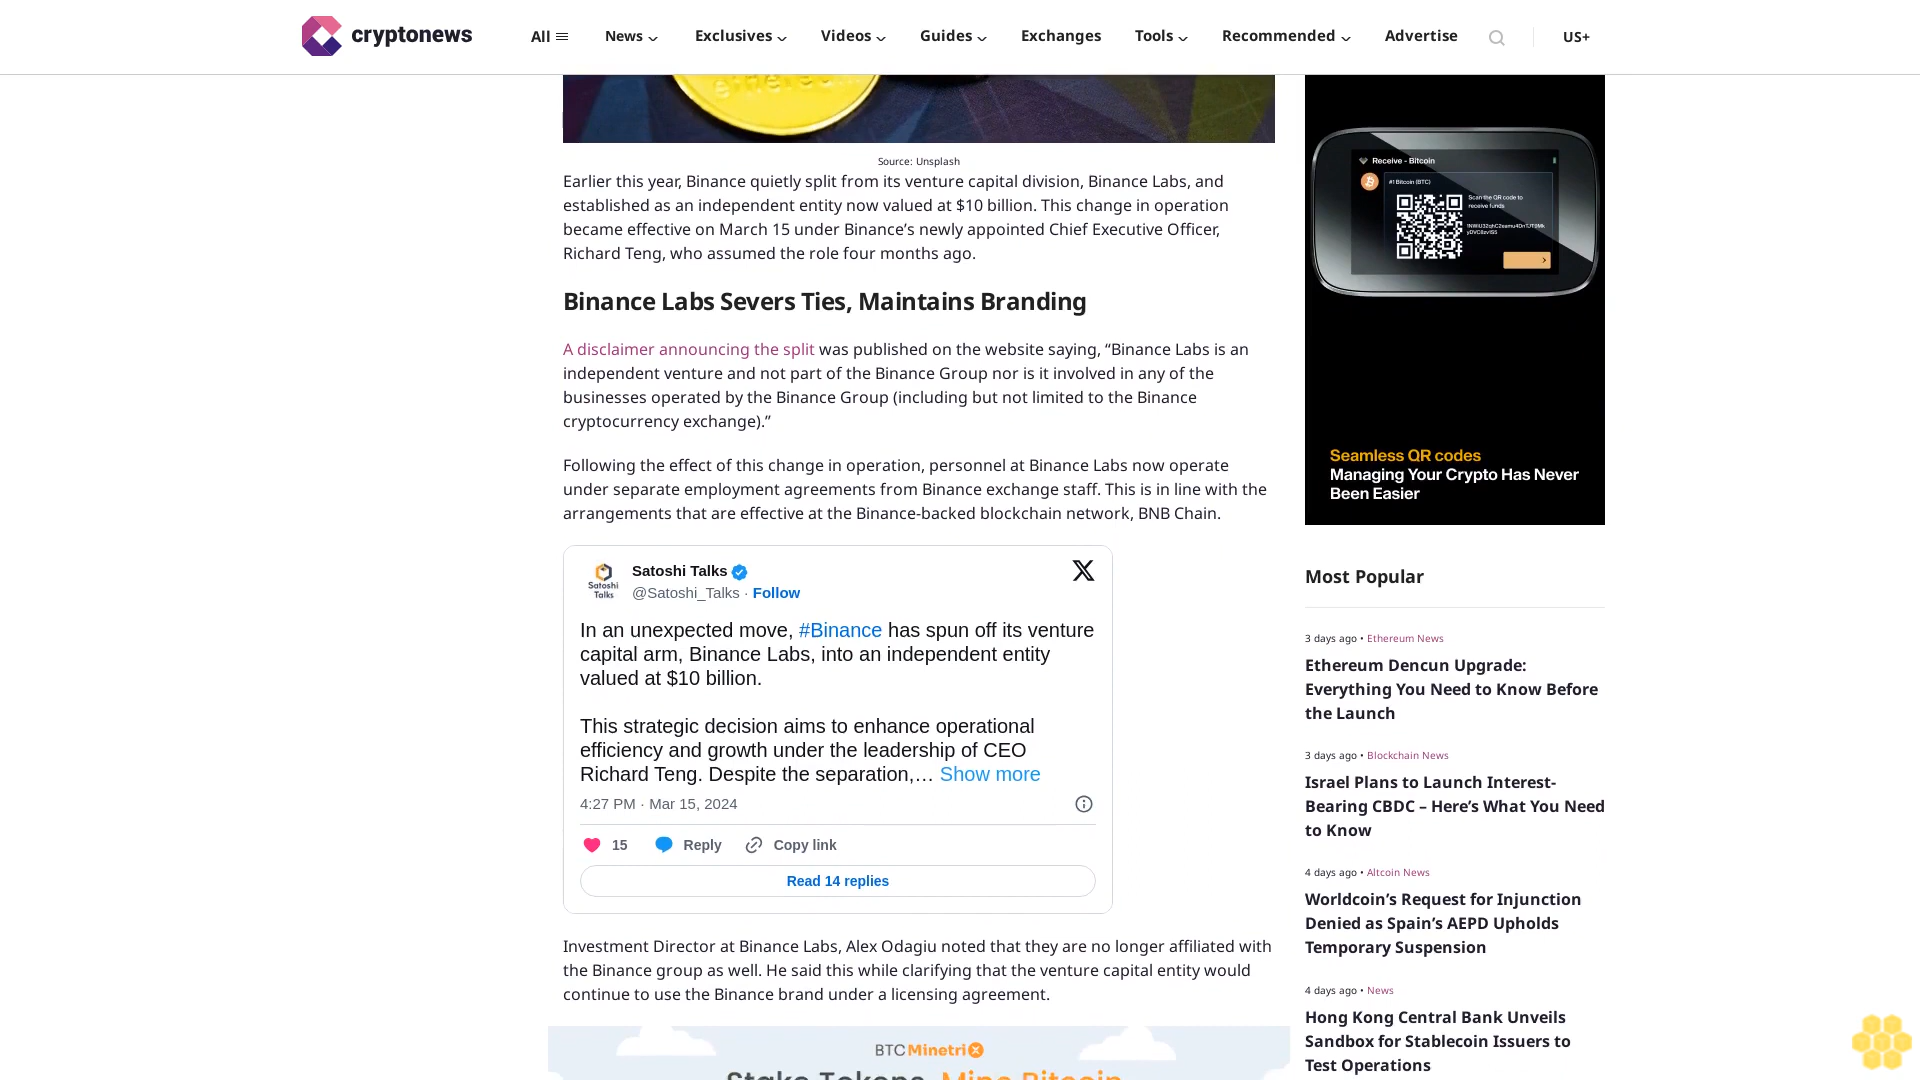 cryptonews
All
News
Exclusives
Videos
Guides
Exchanges
Tools
Recommended
Advertise
US+
Source: Unsplash
Earlier this year, Binance quietly split from its venture capital division, Binance Labs, and
established as an independent entity now valued at $10 billion. This change in operation
became effective on March 15 under Binance’s newly appointed Chief Executive Officer,
Richard Teng, who assumed the role four months ago.
Binance Labs Severs Ties, Maintains Branding
A disclaimer announcing the split was published on the website saying, “Binance Labs is an
independent venture and not part of the Binance Group nor is it involved in any of the
businesses operated by the Binance Group (including but not limited to the Binance
cryptocurrency exchange).”
Following the effect of this change in operation, personnel at Binance Labs now operate
under separate employment agreements from Binance exchange staff. This is in line with the
arrangements that are effective at the Binance-backed blockchain network, BNB Chain.
Satoshi
Talks
Satoshi Talks
@Satoshi_Talks · Follow
In an unexpected move, #Binance has spun off its venture
capital arm, Binance Labs, into an independent entity
valued at $10 billion.
This strategic decision aims to enhance operational
efficiency and growth under the leadership of CEO
Richard Teng. Despite the separation,… Show more
4:27 PM · Mar 15, 2024
15
Reply
Copy link
Read 14 replies
Investment Director at Binance Labs, Alex Odagiu noted that they are no longer affiliated with
the Binance group as well. He said this while clarifying that the venture capital entity would
continue to use the Binance brand under a licensing agreement.
BTCMinetrix
Stake Tokens, Mine Bitcoin
Receive - Bitcoin
#1 Bitcoin (BTC)
Scan the QR code to
receive funds
Seamless QR codes
Managing Your Crypto Has Never
Been Easier
Most Popular
3 days ago • Ethereum News
Ethereum Dencun Upgrade:
Everything You Need to Know Before
the Launch
3 days ago • Blockchain News
Israel Plans to Launch Interest-
Bearing CBDC – Here’s What You Need
to Know
4 days ago • Altcoin News
Worldcoin’s Request for Injunction
Denied as Spain’s AEPD Upholds
Temporary Suspension
4 days ago • News
Hong Kong Central Bank Unveils
Sandbox for Stablecoin Issuers to
Test Operations